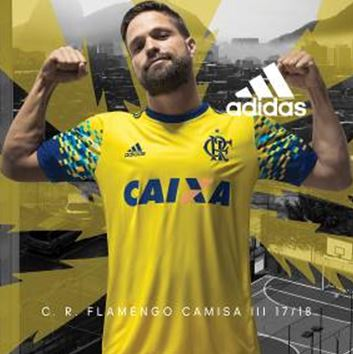 adidas
adidas
CRF
CAIXA
C. R. FLAMENGO CAMISA III 17/18